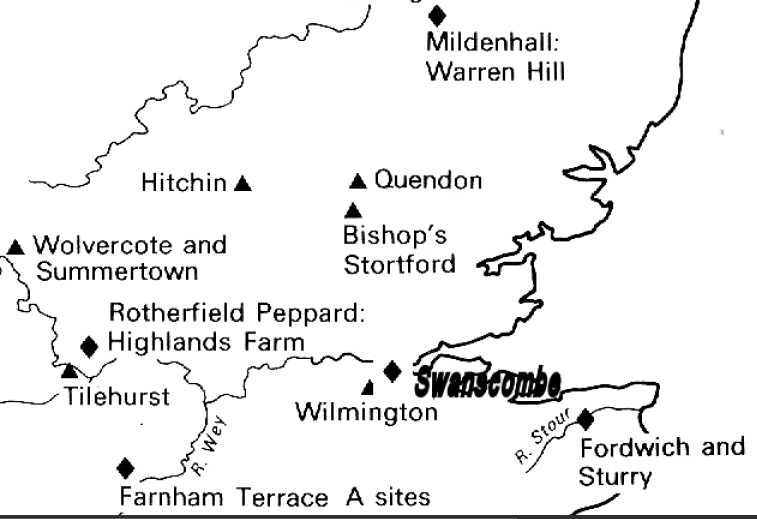 Mildenhall:
Warren Hill
Hitchin
Quendon
Bishop's
Stortford
Wolvercote and
Summertown
Rotherfield Peppard:
Highlands Farm
Swanscombe
Tilehurst
Wilmington
R. Wey
R. Stour
Fordwich and
Sturry
Farnham Terrace A sites